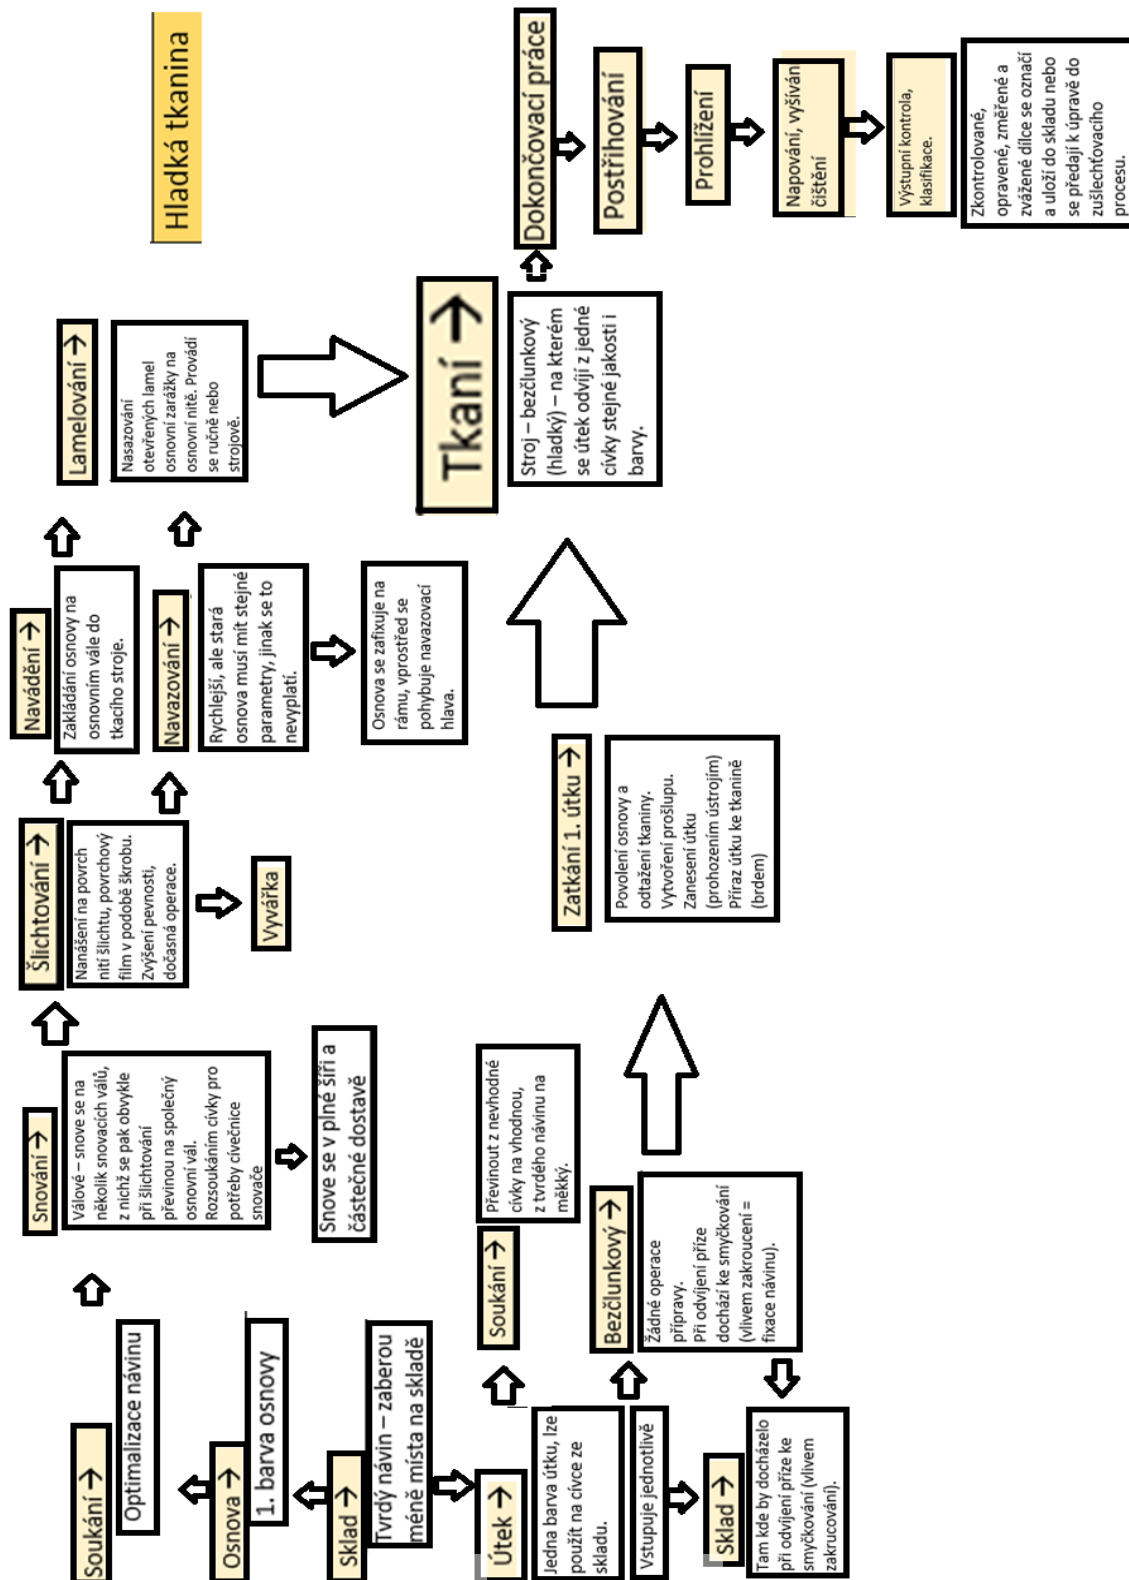 Hladká tkanina
Soukání →
Optimalizace návinu
Osnova →
1. barva osnovy
Sklad →
Tvrdý návin – zaberou
méně místa na skladě
Útek →
Jedna barva útku, lze
použít na cívce ze
skladu.
Vstupuje jednotlivě
Sklad →
Tam kde by docházelo
při odvíjení příze ke
smyčkování (vlivem
zakrucování).
Snování →
Válové – snove se na
několik snovacích válů,
z nichž se pak obvykle
při šlichtování
převinou na společný
osnovní vál.
Rozsoukáním cívky pro
potřeby cívečnice
snovače
Snove se v plné šíři a
částečné dostavě
Soukání →
Převinout z nevhodné
cívky na vhodnou,
z tvrdého návinu na
měkký.
Bezčlunkový →
Žádné operace
přípravy.
Při odvíjení příze
dochází ke smyčkování
(vlivem zakroucení =
fixace návinu).
Šlichtování →
Nanášení na povrch
nití šlichtu, povrchový
film v podobě škrobu.
Zvýšení pevnosti,
dočasná operace.
Vyvářka
Navádění →
Zakládání osnovy na
osnovním vále do
tkacího stroje.
Navazování →
Rychlejší, ale stará
osnova musí mít stejné
parametry, jinak se to
nevyplatí.
Osnova se zafixuje na
rámu, vprostřed se
pohybuje navazovací
hlava.
Zatkání 1. útku →
Povolení osnovy a
odtažení tkaniny.
Vytvoření prošlupu.
Zanesení útku
(prohozením ústrojím)
Příraz útku ke tkanině
(brdem)
Lamelování →
Nasazování
otevřených lamel
osnovní zarážky na
osnovní nitě. Provádí
se ručně nebo
strojově.
Tkaní →
Stroj – bezčlunkový
(hladký) – na kterém
se útek odvíjí z jedné
cívky stejné jakosti i
barvy.
Dokončovací práce
Postřihování
Prohlížení
Napování, vyšívání
čištění
Výstupní kontrola,
klasifikace.
Zkontrolované,
opravené, změřené a
zvážené dílce se označí
a uloží do skladu nebo
se předají k úpravě do
zušlechťovacího
procesu.